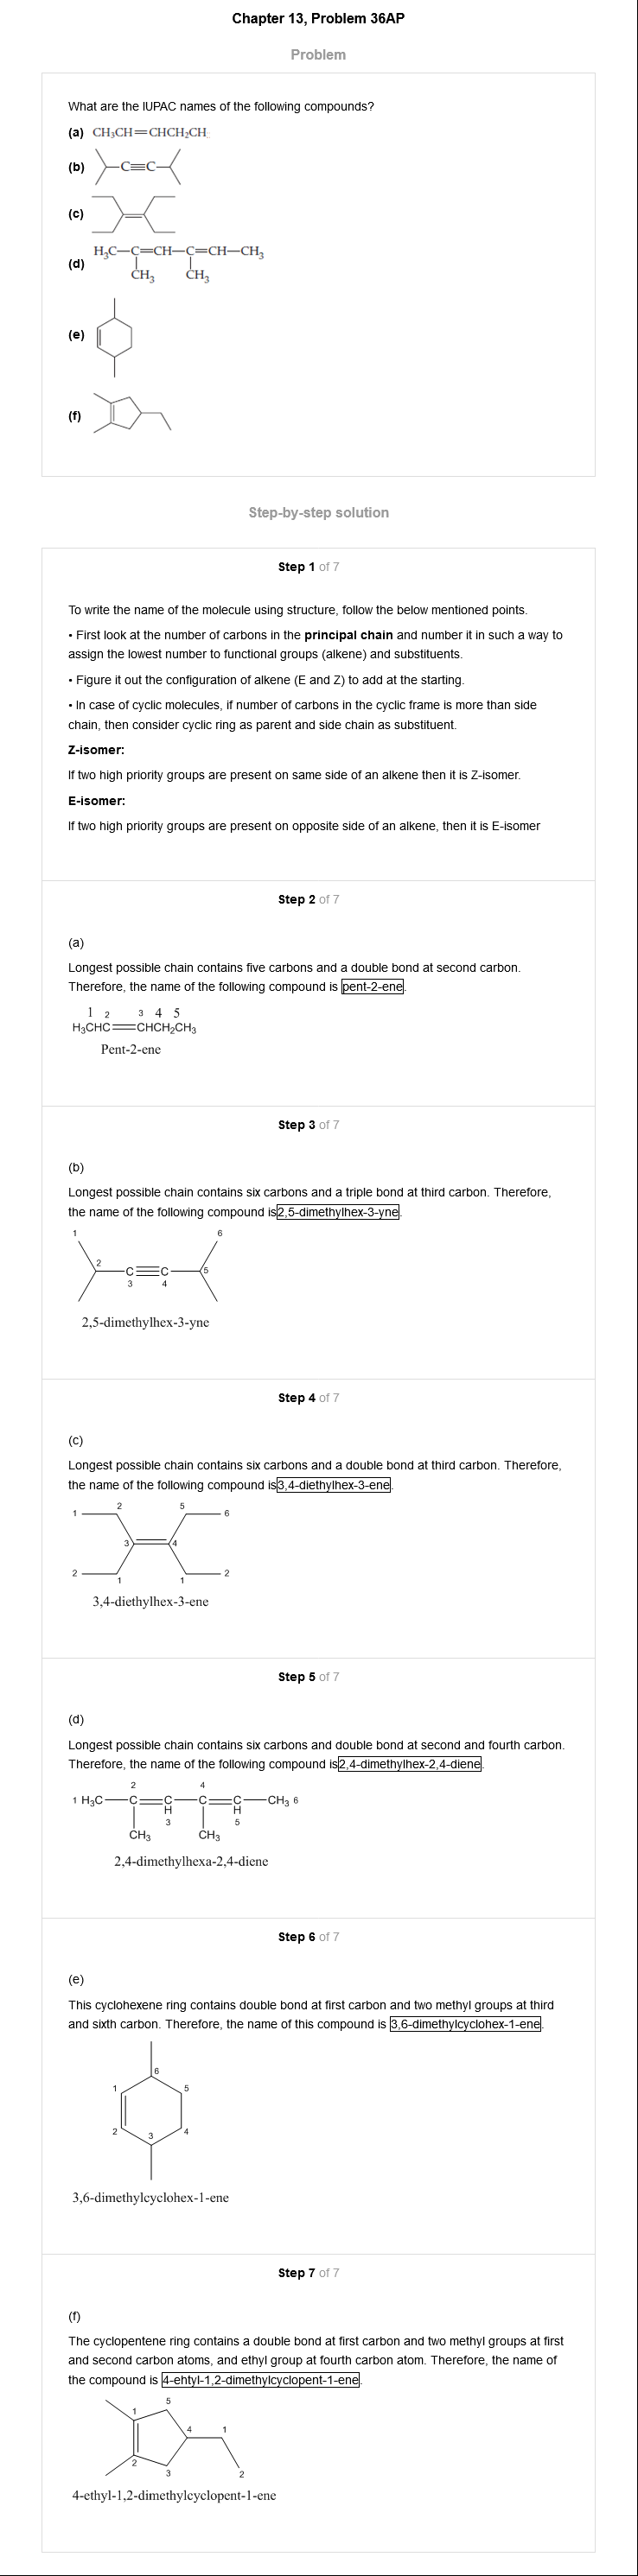 Chapter 13, Problem 36AP
Problem
What are the IUPAC names of the following compounds?
(a) CH₃CH=CHCH₂CH
(b) C≡C
(c)
(d) H₃C—C=CH—C=CH—CH₃
CH₃ CH₃
(e)
(f)
Step-by-step solution
Step 1 of 7
To write the name of the molecule using structure, follow the below mentioned points.
• First look at the number of carbons in the principal chain and number it in such a way to
assign the lowest number to functional groups (alkene) and substituents.
• Figure it out the configuration of alkene (E and Z) to add at the starting.
• In case of cyclic molecules, if number of carbons in the cyclic frame is more than side
chain, then consider cyclic ring as parent and side chain as substituent.
Z-isomer:
If two high priority groups are present on same side of an alkene then it is Z-isomer.
E-isomer:
If two high priority groups are present on opposite side of an alkene, then it is E-isomer
Step 2 of 7
(a)
Longest possible chain contains five carbons and a double bond at second carbon.
Therefore, the name of the following compound is pent-2-ene.
1 2 3 4 5
H₃CHC=CHCH₂CH₃
Pent-2-ene
Step 3 of 7
(b)
Longest possible chain contains six carbons and a triple bond at third carbon. Therefore,
the name of the following compound is 2,5-dimethylhex-3-yne.
1 6
2 C≡C 5
3 4
2,5-dimethylhex-3-yne
Step 4 of 7
(c)
Longest possible chain contains six carbons and a double bond at third carbon. Therefore,
the name of the following compound is 3,4-diethylhex-3-ene.
1 2 5 6
3 4
2 1 1 2
3,4-diethylhex-3-ene
Step 5 of 7
(d)
Longest possible chain contains six carbons and double bond at second and fourth carbon.
Therefore, the name of the following compound is 2,4-dimethylhex-2,4-diene.
2 4
1 H₃C—C=C—C=C—CH₃ 6
H H
3 5
CH₃ CH₃
2,4-dimethylhexa-2,4-diene
Step 6 of 7
(e)
This cyclohexene ring contains double bond at first carbon and two methyl groups at third
and sixth carbon. Therefore, the name of this compound is 3,6-dimethylcyclohex-1-ene.
6
1 5
2 3 4
3,6-dimethylcyclohex-1-ene
Step 7 of 7
(f)
The cyclopentene ring contains a double bond at first carbon and two methyl groups at first
and second carbon atoms, and ethyl group at fourth carbon atom. Therefore, the name of
the compound is 4-ehtyl-1,2-dimethylcyclopent-1-ene.
5
1 4 1
2 3 2
4-ethyl-1,2-dimethylcyclopent-1-ene